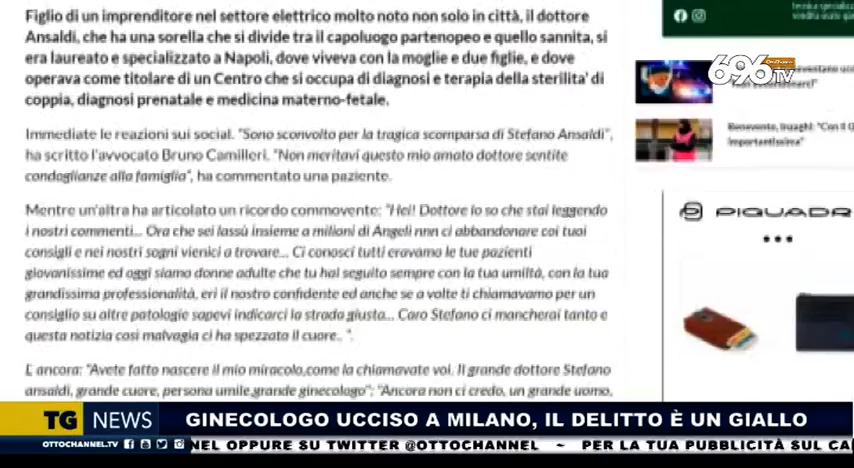 Figlio di un imprenditore nel settore elettrico molto noto non solo in città, il dottore
Ansaldi, che ha una sorella che si divide tra il capoluogo partenopeo e quello sannita, si
era laureato e specializzato a Napoli, dove viveva con la moglie e due figlie, e dove
operava come titolare di un Centro che si occupa di diagnosi e terapia della sterilita' di
coppia, diagnosi prenatale e medicina materno-fetale.
Immediate le reazioni sui social. "Sono sconvolto per la tragica scomparsa di Stefano Ansaldi",
ha scritto l'avvocato Bruno Camilleri. "Non meritavi questo mio amato dottore sentite
condoglianze alla famiglia", ha commentato una paziente.
Mentre un'altra ha articolato un ricordo commovente: "Hei! Dottore io so che stai leggendo
i nostri commenti... Ora che sei lassù insieme a milioni di Angeli nnn ci abbandonare coi tuoi
consigli e nei nostri sogni vienici a trovare... Ci conosci tutti eravamo le tue pazienti
giovanissime ed oggi siamo donne adulte che tu hai seguito sempre con la tua umiltà, con la tua
grandissima professionalità, eri il nostro confidente ed anche se a volte ti chiamavamo per un
consiglio su altre patologie sapevi indicarci la strada giusta... Caro Stefano ci mancherai tanto e
questa notizia così malvagia ci ha spezzato il cuore.. ".
E ancora: "Avete fatto nascere il mio miracolo,come la chiamavate voi. Il grande dottore Stefano
ansaldi, grande cuore, persona umile,grande ginecologo"; "Ancora non ci credo, un grande uomo,
696
TV
Benevento, Inzaghi: "Con il
importantissima"
PIQUADR
TG NEWS
GINECOLOGO UCCISO A MILANO, IL DELITTO È UN GIALLO
OTTOCHANNEL.TV
NEL OPPURE SU TWITTER @OTTOCHANNEL ~ PER LA TUA PUBBLICITÀ SUL CA